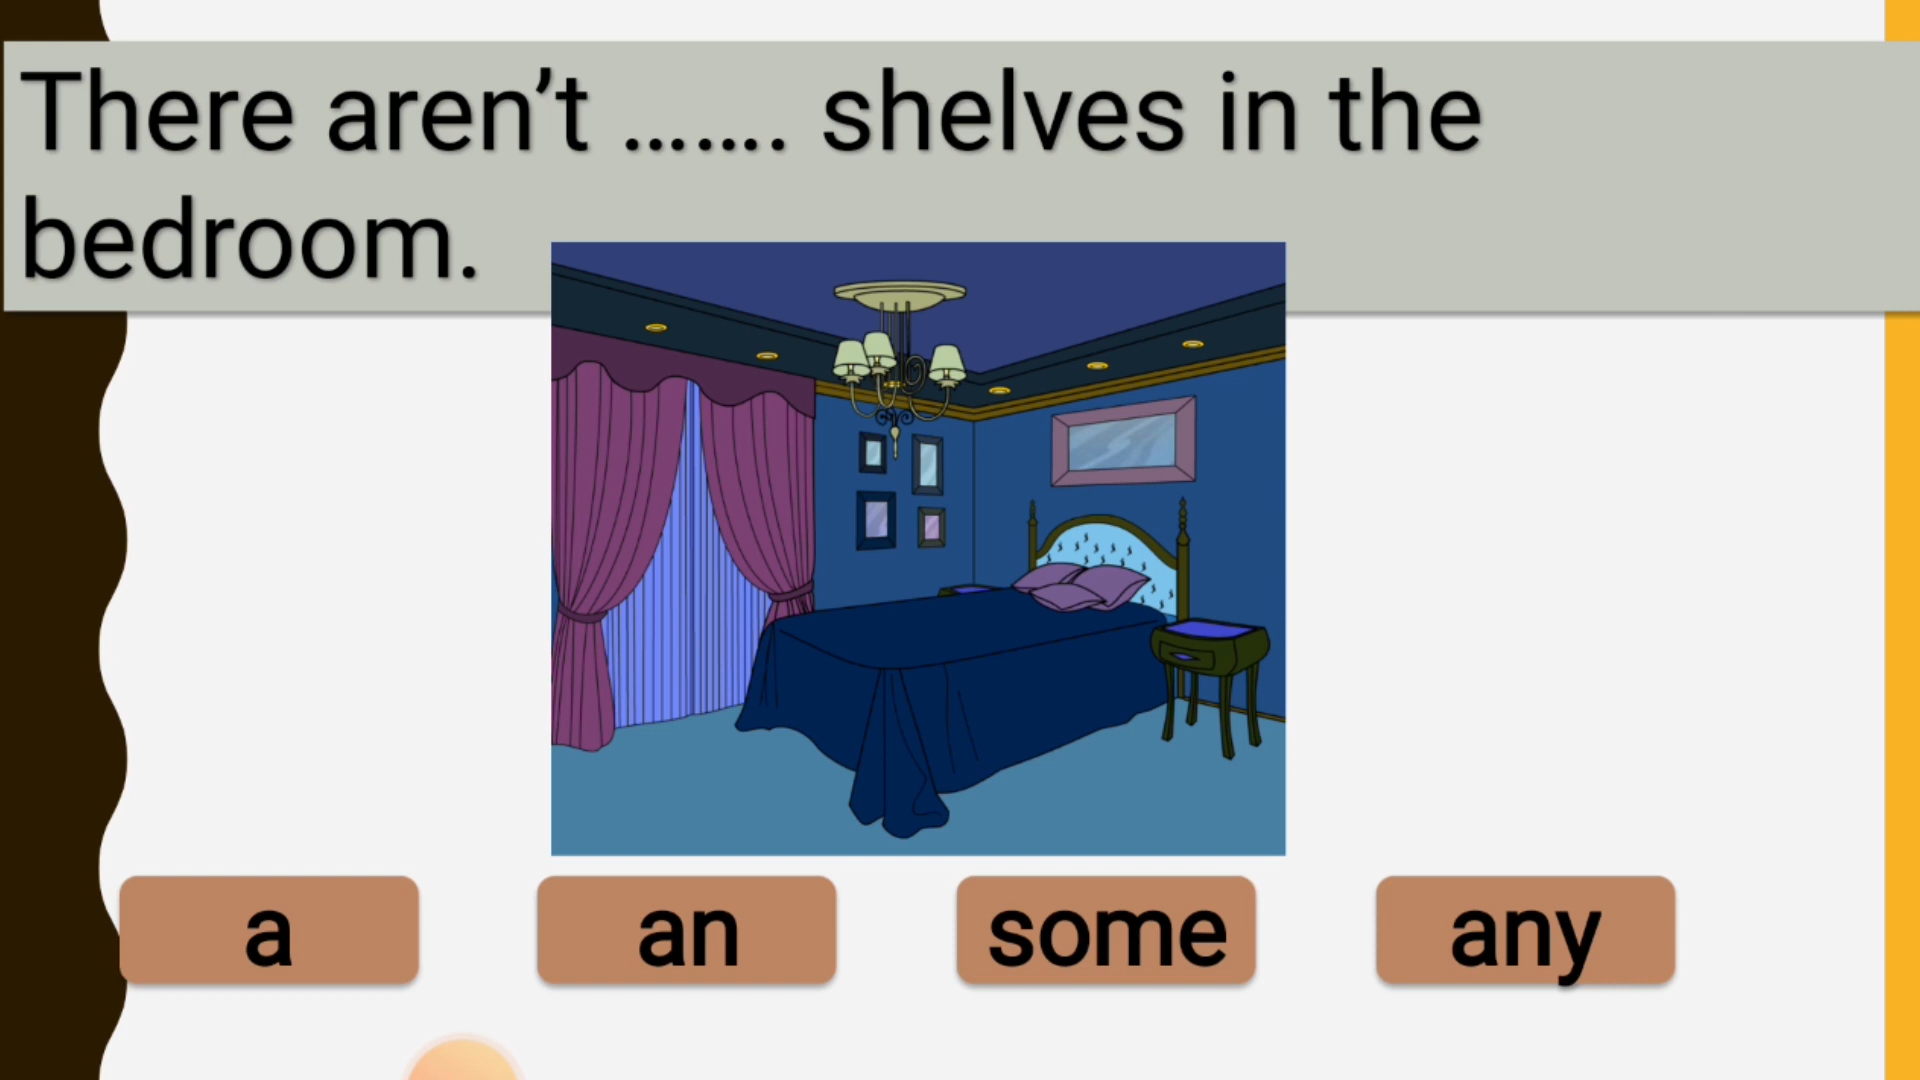 There aren’t ……. shelves in the
bedroom.
a
an
some
any